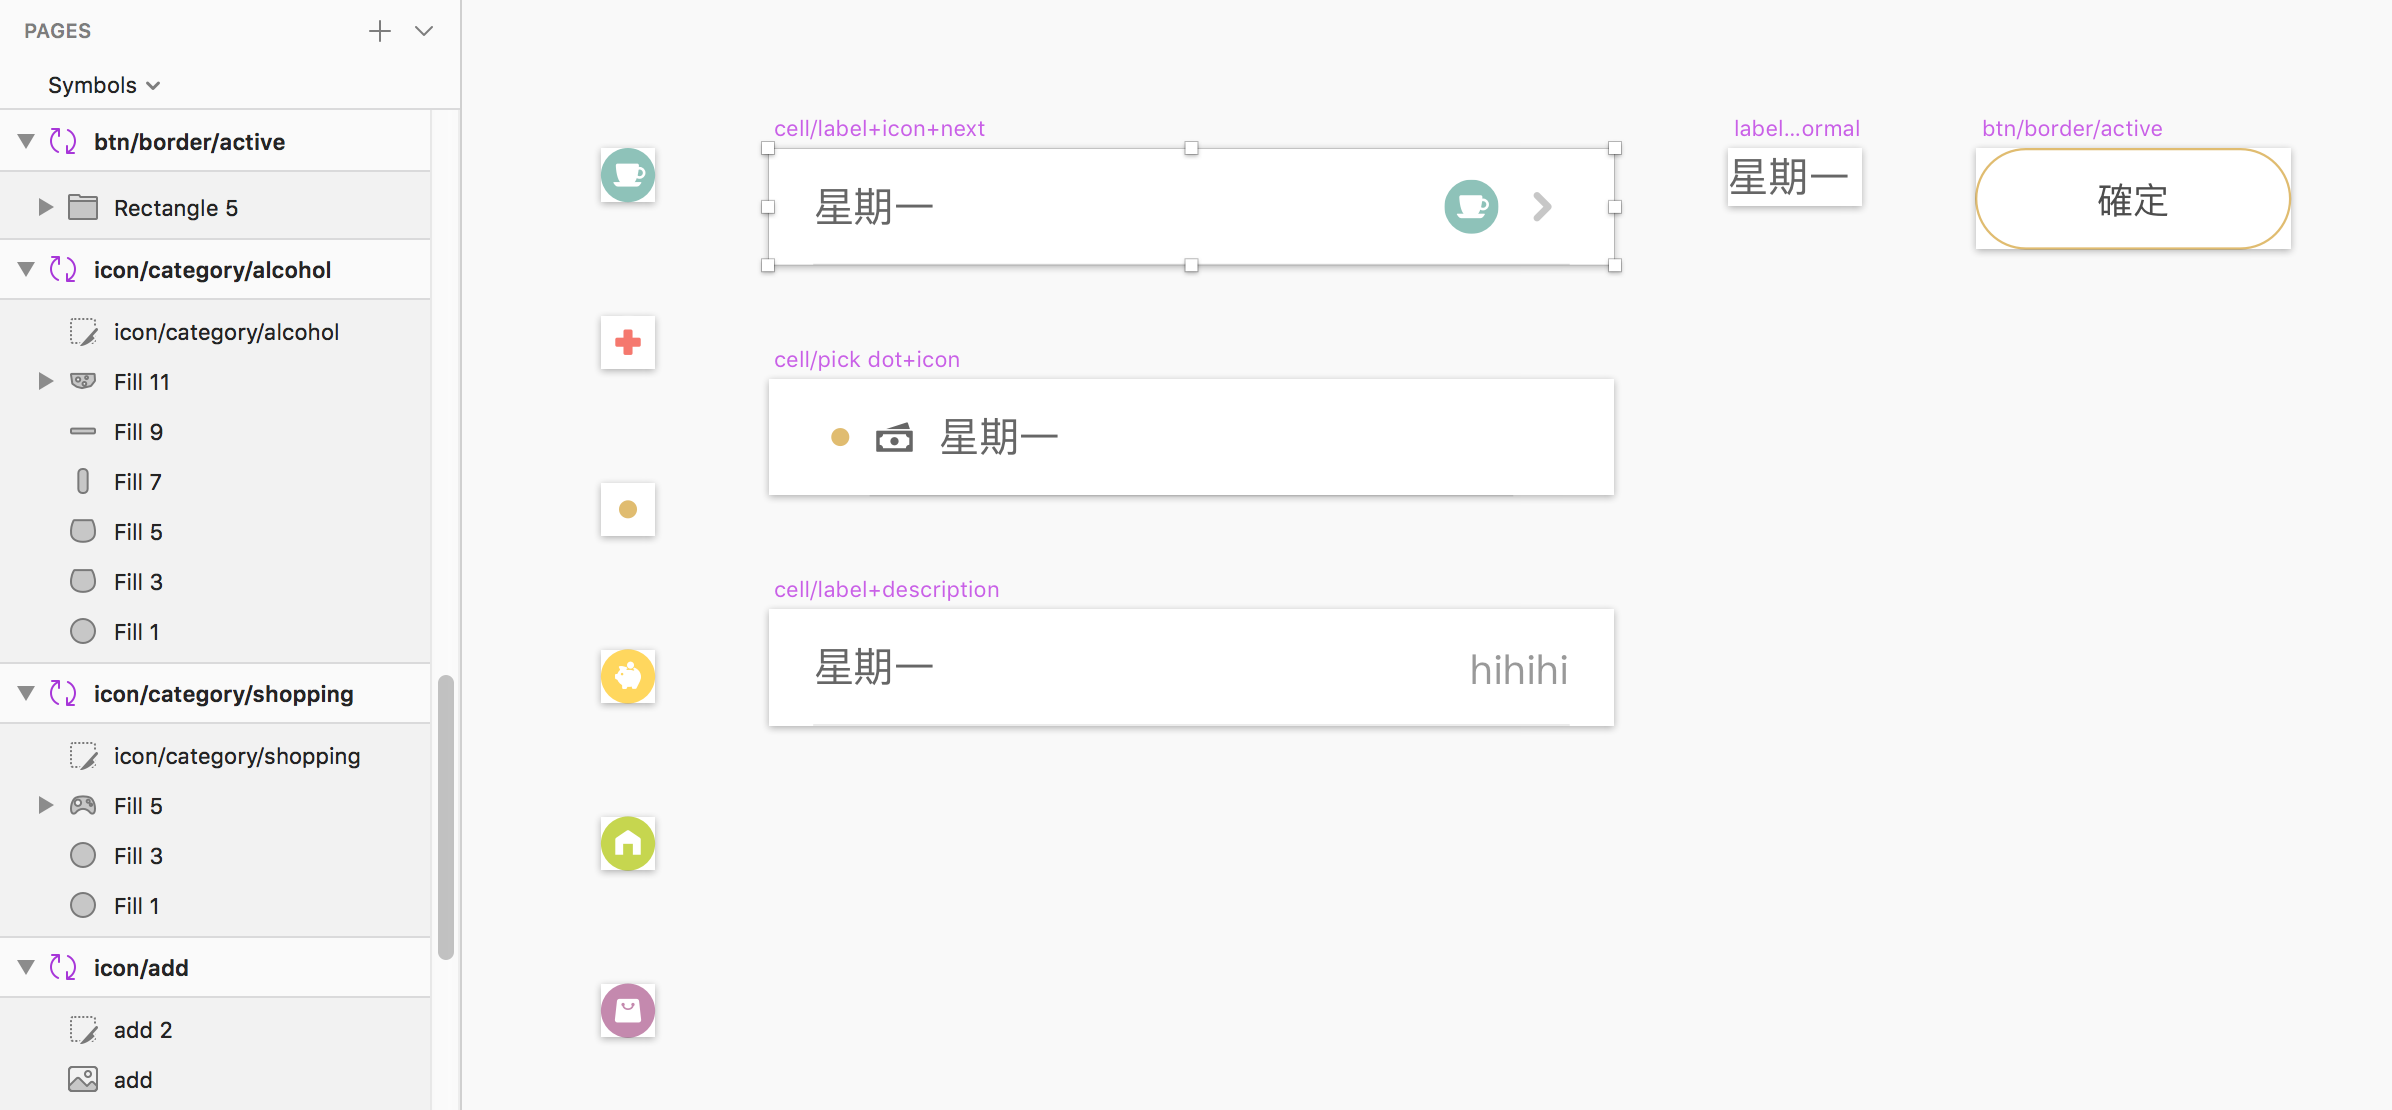 PAGES
Symbols
btn/border/active
Rectangle 5
icon/category/alcohol
icon/category/alcohol
Fill 11
Fill 9
Fill 7
Fill 5
Fill 3
Fill 1
icon/category/shopping
icon/category/shopping
Fill 5
Fill 3
Fill 1
icon/add
add 2
add
cell/label+icon+next
星期一
cell/pick dot+icon
星期一
cell/label+description
星期一 hihihi
label...ormal
星期一
btn/border/active
確定